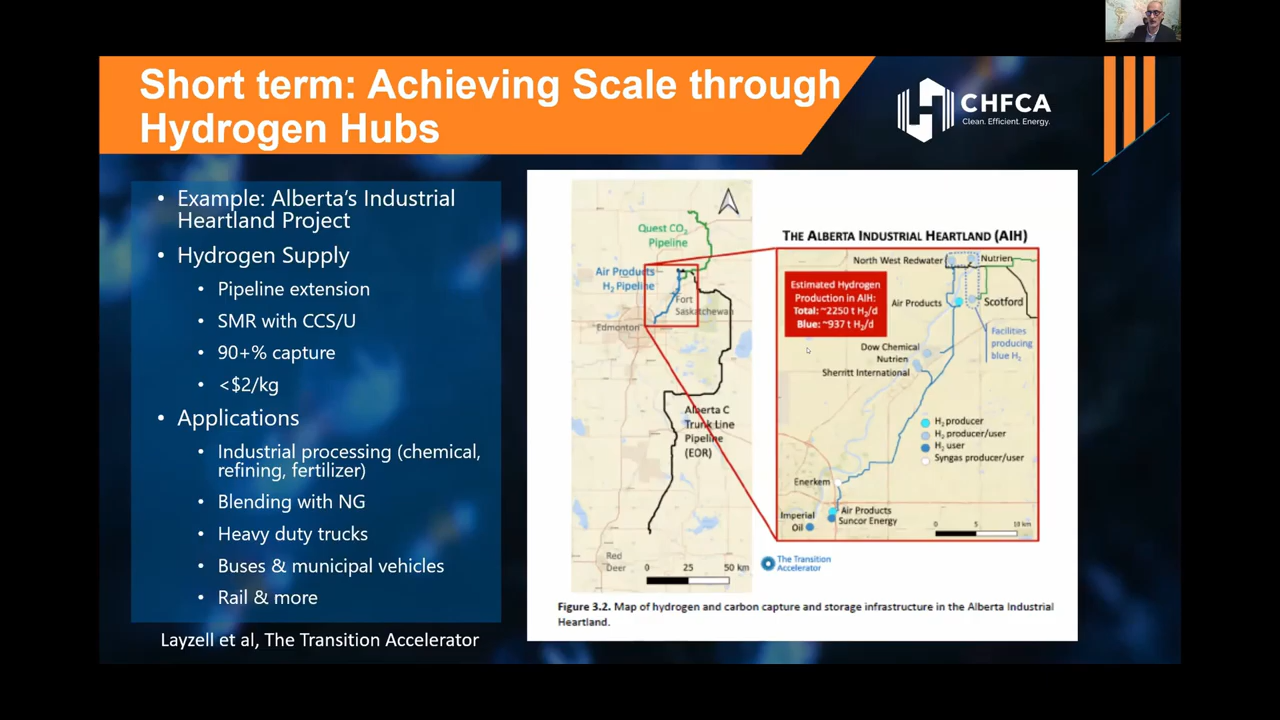 Short term: Achieving Scale through
Hydrogen Hubs
CHFCA
Clean. Efficient. Energy.
• Example: Alberta's Industrial
Heartland Project
• Hydrogen Supply
• Pipeline extension
• SMR with CCS/U
• 90+% capture
• <$2/kg
• Applications
• Industrial processing (chemical,
refining, fertilizer)
• Blending with NG
• Heavy duty trucks
• Buses & municipal vehicles
• Rail & more
Layzell et al, The Transition Accelerator
Quest CO₂
Pipeline
Air Products
H₂ Pipeline
Fort
Saskatchewan
Edmonton
Alberta C
Trunk Line
Pipeline
(EOR)
Red
Deer
0 25 50 km
THE ALBERTA INDUSTRIAL HEARTLAND (AIH)
North West Redwater
Nutrien
Estimated Hydrogen
Production in AIH:
Total: ~2250 t H₂/d
Blue: ~937 t H₂/d
Air Products
Scotford
Facilities
producing
blue H₂
Dow Chemical
Nutrien
Sherritt International
H₂ producer
H₂ producer/user
H₂ user
Syngas producer/user
Enerkem
Air Products
Suncor Energy
Imperial
Oil
0 5 10 km
The Transition
Accelerator
Figure 3.2. Map of hydrogen and carbon capture and storage infrastructure in the Alberta Industrial
Heartland.